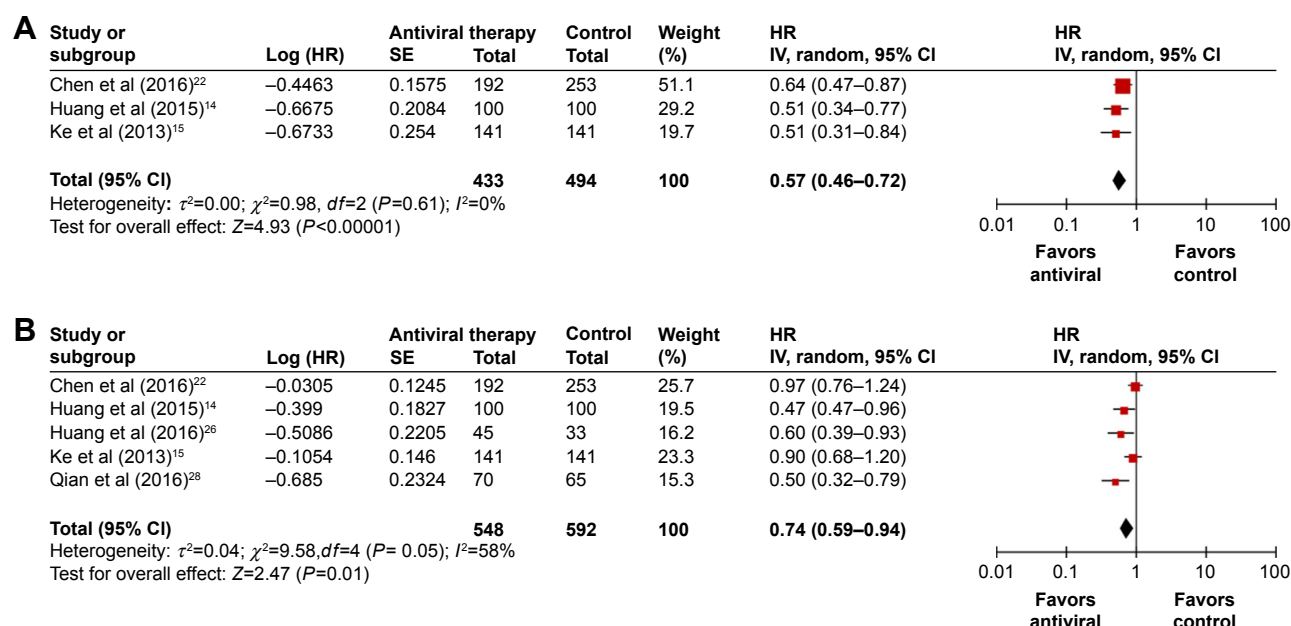 A
Study or Antiviral therapy Control Weight HR HR
subgroup Log (HR) SE Total Total (%) IV, random, 95% CI IV, random, 95% CI
Chen et al (2016)²² –0.4463 0.1575 192 253 51.1 0.64 (0.47–0.87)
Huang et al (2015)¹⁴ –0.6675 0.2084 100 100 29.2 0.51 (0.34–0.77)
Ke et al (2013)¹⁵ –0.6733 0.254 141 141 19.7 0.51 (0.31–0.84)
Total (95% CI) 433 494 100 0.57 (0.46–0.72)
Heterogeneity: τ²=0.00; χ²=0.98, df=2 (P=0.61); I²=0%
Test for overall effect: Z=4.93 (P<0.00001)
0.01 0.1 1 10 100
Favors Favors
antiviral control
B
Study or Antiviral therapy Control Weight HR HR
subgroup Log (HR) SE Total Total (%) IV, random, 95% CI IV, random, 95% CI
Chen et al (2016)²² –0.0305 0.1245 192 253 25.7 0.97 (0.76–1.24)
Huang et al (2015)¹⁴ –0.399 0.1827 100 100 19.5 0.47 (0.47–0.96)
Huang et al (2016)²⁶ –0.5086 0.2205 45 33 16.2 0.60 (0.39–0.93)
Ke et al (2013)¹⁵ –0.1054 0.146 141 141 23.3 0.90 (0.68–1.20)
Qian et al (2016)²⁸ –0.685 0.2324 70 65 15.3 0.50 (0.32–0.79)
Total (95% CI) 548 592 100 0.74 (0.59–0.94)
Heterogeneity: τ²=0.04; χ²=9.58,df=4 (P= 0.05); I²=58%
Test for overall effect: Z=2.47 (P=0.01)
0.01 0.1 1 10 100
Favors Favors
antiviral control